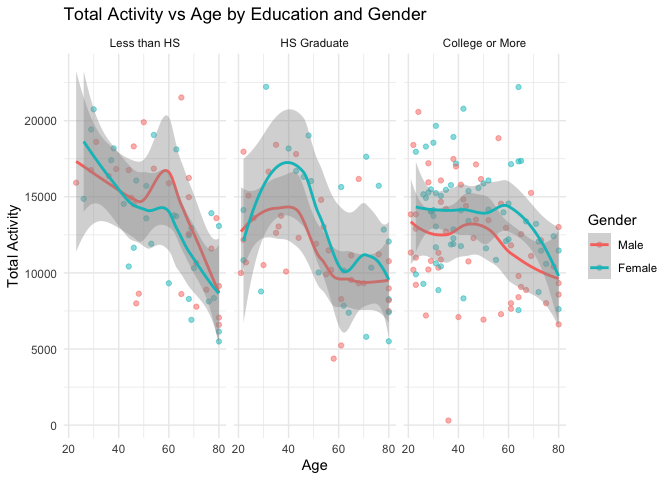 Total Activity vs Age by Education and Gender
Less than HS
HS Graduate
College or More
20000
15000
10000
5000
0
Total Activity
20 40 60 80
20 40 60 80
20 40 60 80
Age
Gender
Male
Female